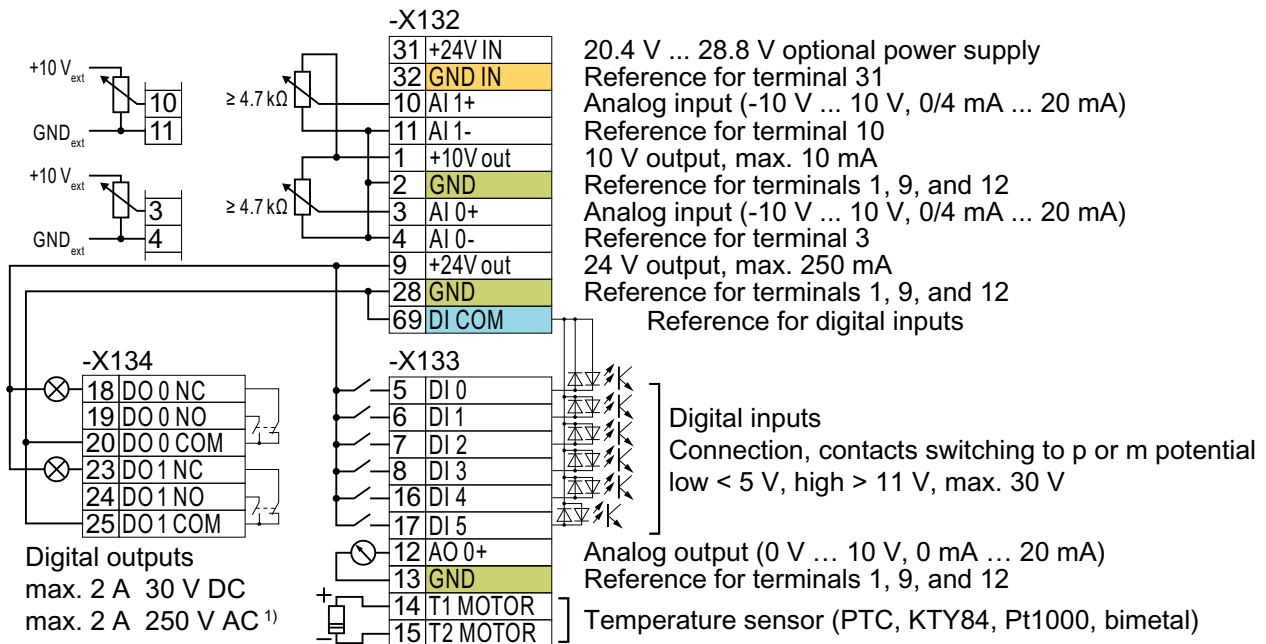 -X132
31 +24V IN 20.4 V ... 28.8 V optional power supply
32 GND IN Reference for terminal 31
+10 Vext 10 ≥ 4.7 kΩ 10 AI 1+ Analog input (-10 V ... 10 V, 0/4 mA ... 20 mA)
GNDext 11 11 AI 1- Reference for terminal 10
1 +10V out 10 V output, max. 10 mA
+10 Vext 2 GND Reference for terminals 1, 9, and 12
3 ≥ 4.7 kΩ 3 AI 0+ Analog input (-10 V ... 10 V, 0/4 mA ... 20 mA)
GNDext 4 4 AI 0- Reference for terminal 3
9 +24V out 24 V output, max. 250 mA
28 GND Reference for terminals 1, 9, and 12
69 DI COM Reference for digital inputs
-X134
18 DO 0 NC
19 DO 0 NO
20 DO 0 COM
23 DO 1 NC
24 DO 1 NO
25 DO 1 COM
Digital outputs
max. 2 A 30 V DC
max. 2 A 250 V AC 1)
-X133
5 DI 0
6 DI 1
7 DI 2
8 DI 3
16 DI 4
17 DI 5
Digital inputs
Connection, contacts switching to p or m potential
low < 5 V, high > 11 V, max. 30 V
12 AO 0+ Analog output (0 V … 10 V, 0 mA … 20 mA)
13 GND Reference for terminals 1, 9, and 12
+ 14 T1 MOTOR
– 15 T2 MOTOR
Temperature sensor (PTC, KTY84, Pt1000, bimetal)